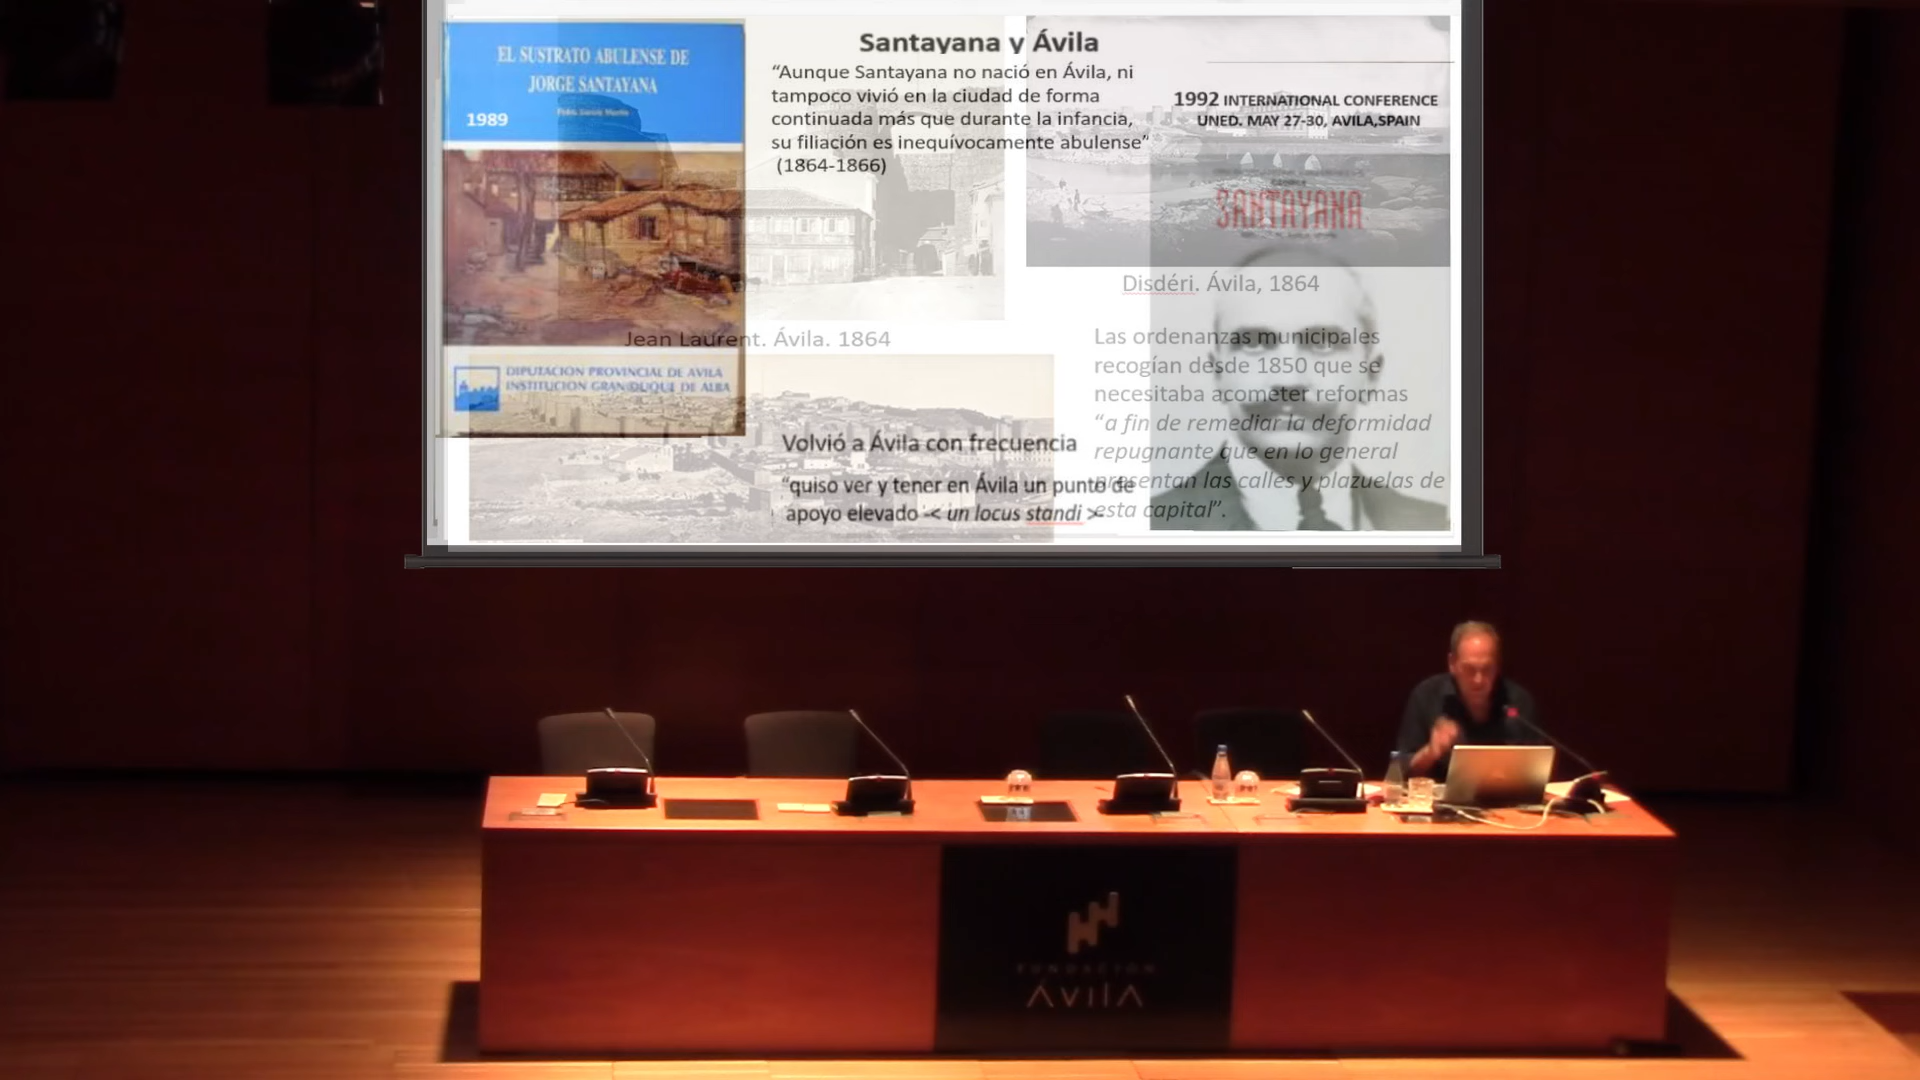 EL SUSTRATO ABULENSE DE
JORGE SANTAYANA
1989
DIPUTACION PROVINCIAL DE AVILA
INSTITUCION GRAN DUQUE DE ALBA
Santayana y Ávila
“Aunque Santayana no nació en Ávila, ni
tampoco vivió en la ciudad de forma
continuada más que durante la infancia,
su filiación es inequívocamente abulense”
(1864-1866)
1992 INTERNATIONAL CONFERENCE
UNED. MAY 27-30, AVILA,SPAIN
SANTAYANA
Disdéri. Ávila, 1864
Jean Laurent. Ávila. 1864
Las ordenanzas municipales
recogían desde 1850 que se
necesitaba acometer reformas
“a fin de remediar la deformidad
repugnante que en lo general
presentan las calles y plazuelas de
esta capital”.
Volvió a Ávila con frecuencia
“quiso ver y tener en Ávila un punto de
apoyo elevado -< un locus standi >-
FUNDACIÓN
ÁVILA